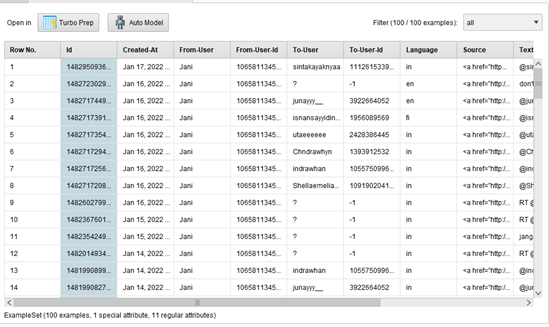 Open in Turbo Prep Auto Model Filter (100 / 100 examples): all
Row No. Id Created-At From-User From-User-Id To-User To-User-Id Language Source Text
1 1482950936... Jan 17, 2022 ... Jani 1065811345... sintakayaknyaa 1112615339... in <a href="http:... @sin
2 1482723029... Jan 16, 2022 ... Jani 1065811345... ? -1 en <a href="http:/... don't
3 1482717449... Jan 16, 2022 ... Jani 1065811345... junayyy___ 3922664052 en <a href="http:/... @jun
4 1482717391... Jan 16, 2022 ... Jani 1065811345... isnansayyidin... 1956089569 fi <a href="http:/... @isn
5 1482717354... Jan 16, 2022 ... Jani 1065811345... utaeeeeee 2428386445 in <a href="http:/... @uta
6 1482717294... Jan 16, 2022 ... Jani 1065811345... Chndrawhyn 1393912532 in <a href="http:/... @Ch
7 1482717256... Jan 16, 2022 ... Jani 1065811345... indrawhan 1055750996... in <a href="http:/... @ind
8 1482717208... Jan 16, 2022 ... Jani 1065811345... Shellaemelia... 1091902041... in <a href="http:/... @Sh
9 1482602799... Jan 16, 2022 ... Jani 1065811345... ? -1 in <a href="http:/... RT @
10 1482367601... Jan 15, 2022 ... Jani 1065811345... ? -1 in <a href="http:/... RT @
11 1482354249... Jan 15, 2022 ... Jani 1065811345... ? -1 in <a href="http:/... jang
12 1482014934... Jan 14, 2022 ... Jani 1065811345... ? -1 in <a href="http:/... RT @
13 1481990899... Jan 14, 2022 ... Jani 1065811345... indrawhan 1055750996... in <a href="http:/... @ind
14 1481990827... Jan 14, 2022 ... Jani 1065811345... junayyy___ 3922664052 in <a href="http:/... @jun
ExampleSet (100 examples, 1 special attribute, 11 regular attributes)